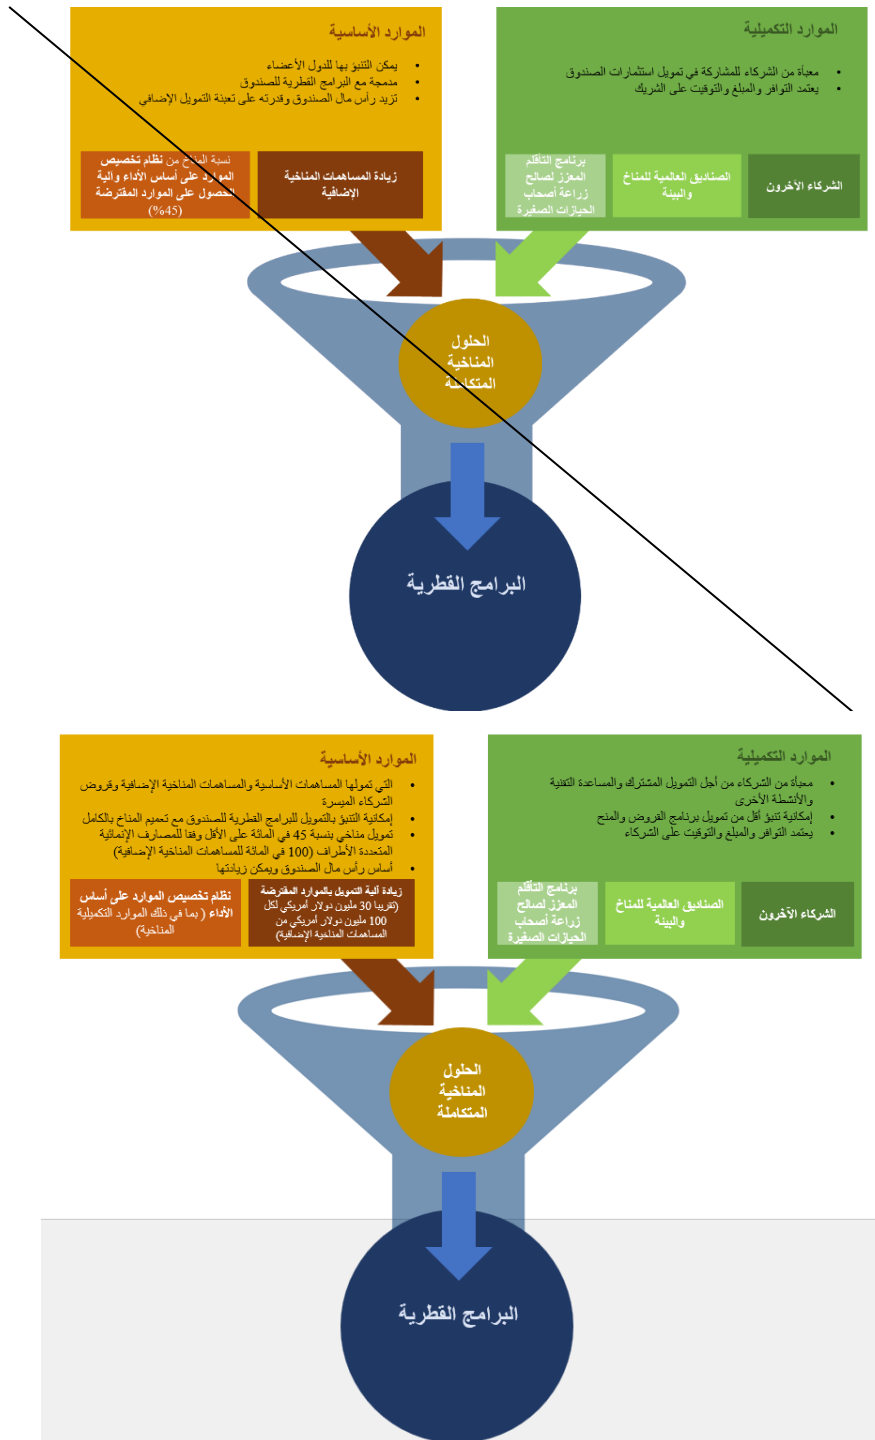 الموارد التكميلية
معبأة من الشركاء للمشاركة في تمويل استثمارات الصندوق
يعتمد التوافر والمبلغ والتوقيت على الشريك
الشركاء الآخرون
الصناديق العالمية للمناخ
والبيئة
برنامج التأقلم
المعزز لصالح
زراعة أصحاب
الحيازات الصغيرة
الموارد الأساسية
يمكن التنبؤ بها للدول الأعضاء
مدمجة مع البرامج القطرية للصندوق
تزيد رأس مال الصندوق وقدرته على تعبئة التمويل الإضافي
زيادة المساهمات المناخية
الإضافية
نسبة المناخ من نظام تخصيص
الموارد على أساس الأداء وآلية
الحصول على الموارد المقترضة
(45%)
الحلول
المناخية
المتكاملة
البرامج القطرية
الموارد التكميلية
معبأة من الشركاء من أجل التمويل المشترك والمساعدة التقنية
والأنشطة الأخرى
إمكانية تنبؤ أقل من تمويل برنامج القروض والمنح
يعتمد التوافر والمبلغ والتوقيت على الشركاء
الشركاء الآخرون
الصناديق العالمية للمناخ
والبيئة
برنامج التأقلم
المعزز لصالح
زراعة أصحاب
الحيازات الصغيرة
الموارد الأساسية
التي تمولها المساهمات الأساسية والمساهمات المناخية الإضافية وقروض
الشركاء الميسرة
إمكانية التنبؤ بالتمويل للبرامج القطرية للصندوق مع تعميم المناخ بالكامل
تمويل مناخي بنسبة 45 في المائة على الأقل وفقا للمصارف الإنمائية
المتعددة الأطراف (100 في المائة للمساهمات المناخية الإضافية)
أساس رأس مال الصندوق ويمكن زيادتها
زيادة آلية التمويل بالموارد المقترضة
(تقريبا 30 مليون دولار أمريكي لكل
100 مليون دولار أمريكي من
المساهمات المناخية الإضافية)
نظام تخصيص الموارد على أساس
الأداء ( بما في ذلك الموارد التكميلية
المناخية)
الحلول
المناخية
المتكاملة
البرامج القطرية